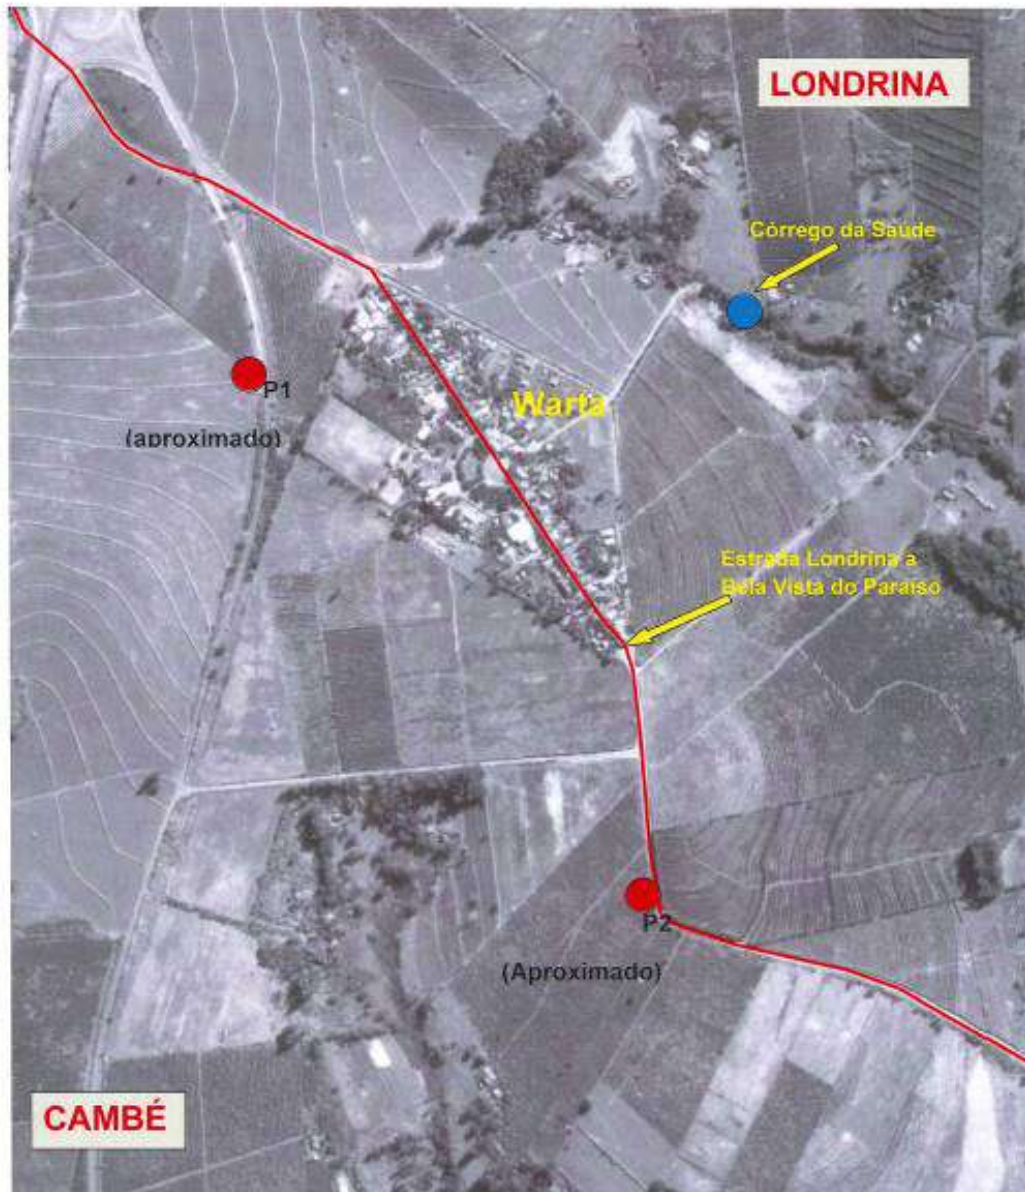 LONDRINA
Córrego da Saúde
P1
(aproximado)
Warta
Estrada Londrina a
Bela Vista do Paraíso
P2
(Aproximado)
CAMBÉ